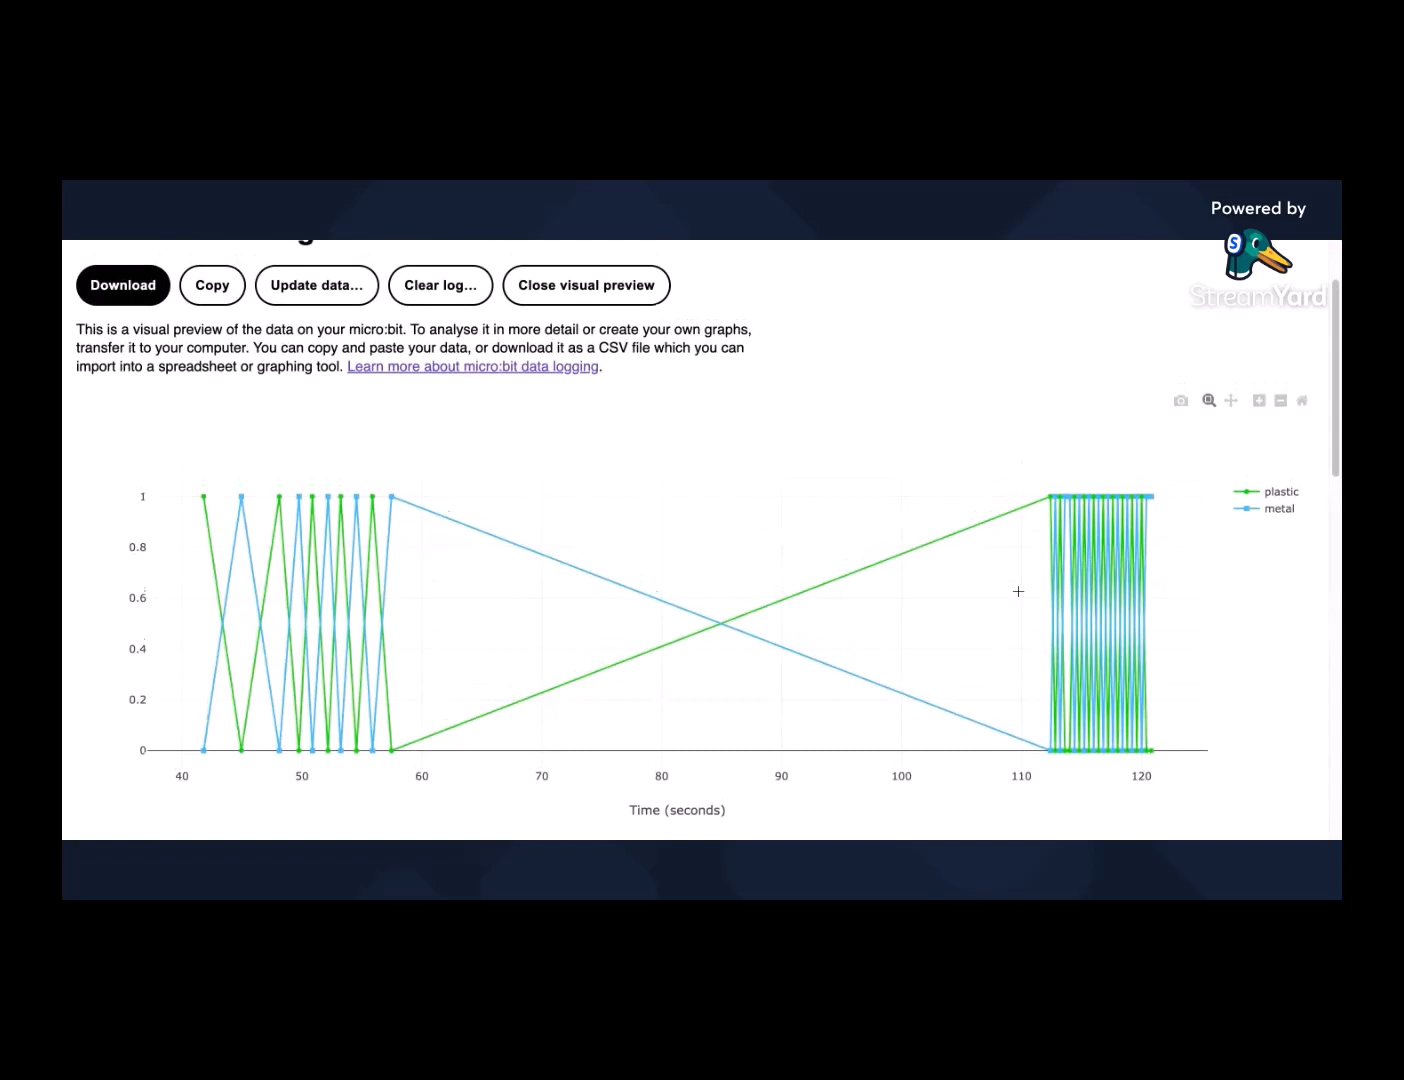 Powered by
S
StreamYard
Download Copy Update data... Clear log... Close visual preview
This is a visual preview of the data on your micro:bit. To analyse it in more detail or create your own graphs,
transfer it to your computer. You can copy and paste your data, or download it as a CSV file which you can
import into a spreadsheet or graphing tool. Learn more about micro:bit data logging.
plastic
metal
1
0.8
0.6
0.4
0.2
0
40 50 60 70 80 90 100 110 120
Time (seconds)